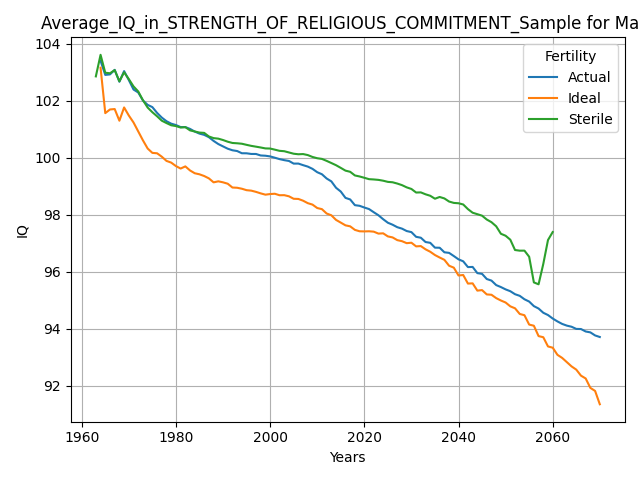 Average_IQ_in_STRENGTH_OF_RELIGIOUS_COMMITMENT_Sample for Ma
Fertility
Actual
Ideal
Sterile
104
102
100
98
96
94
92
IQ
1960
1980
2000
2020
2040
2060
Years